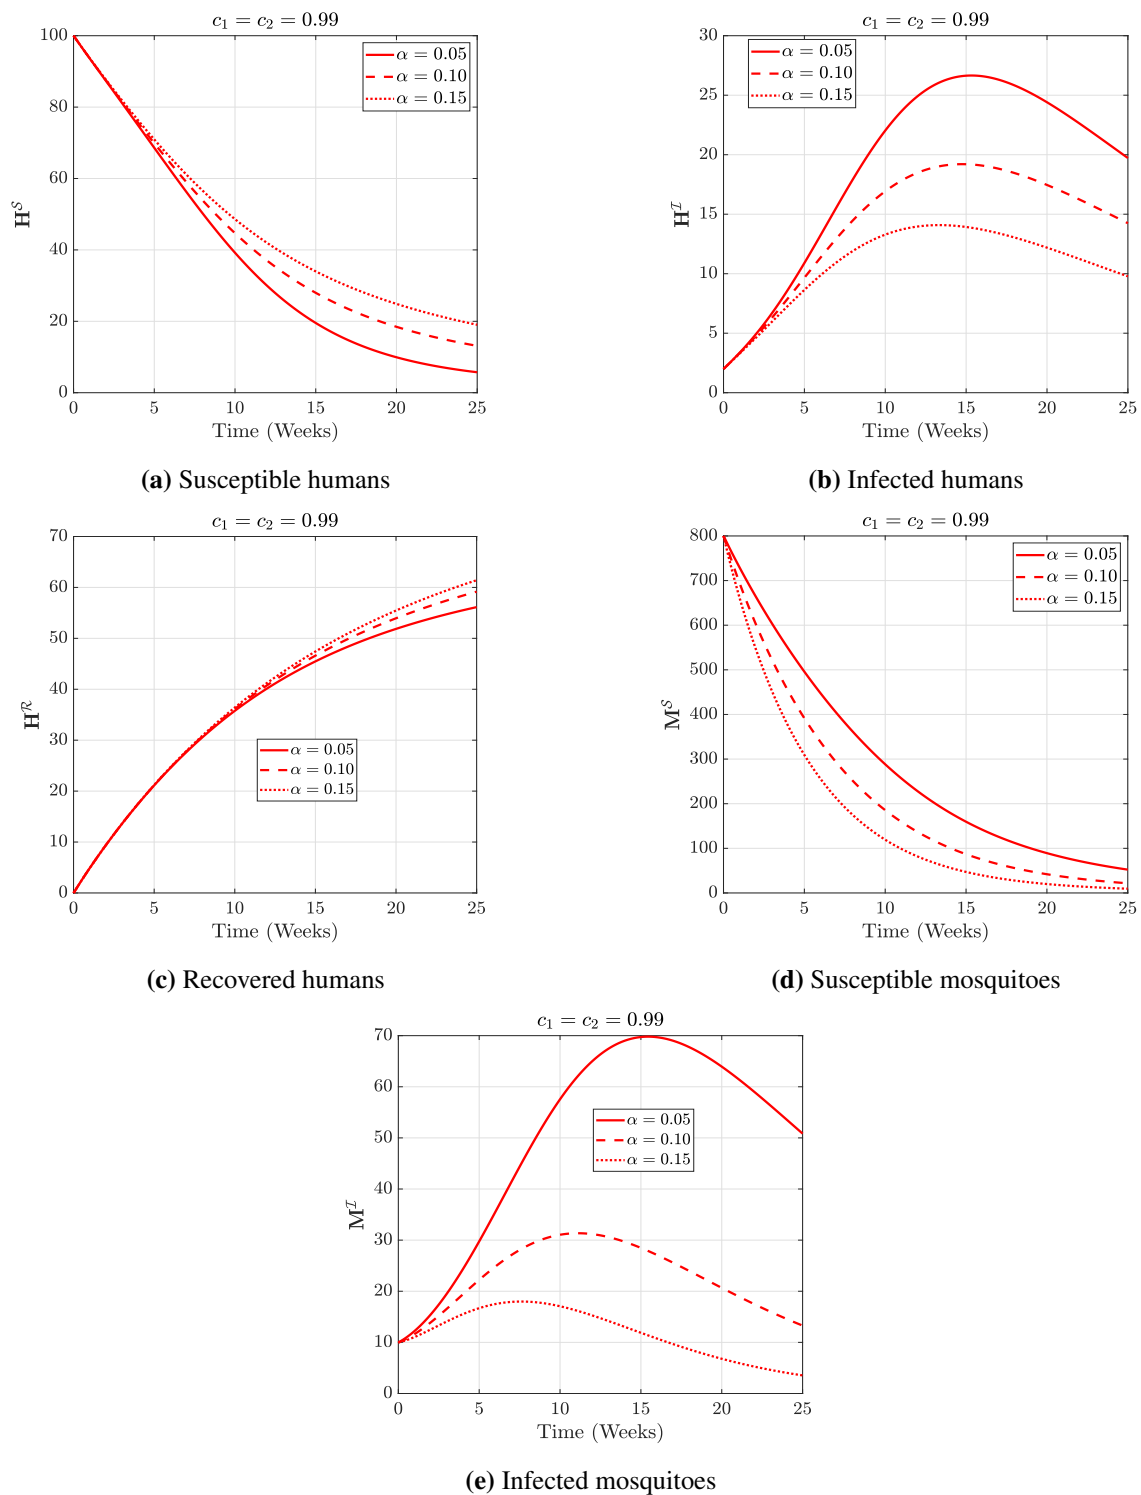 c₁ = c₂ = 0.99
100
80
60
40
20
0
H^S
α = 0.05
α = 0.10
α = 0.15
0 5 10 15 20 25
Time (Weeks)
(a) Susceptible humans
c₁ = c₂ = 0.99
30
25
20
15
10
5
0
H^I
α = 0.05
α = 0.10
α = 0.15
0 5 10 15 20 25
Time (Weeks)
(b) Infected humans
c₁ = c₂ = 0.99
70
60
50
40
30
20
10
0
H^R
α = 0.05
α = 0.10
α = 0.15
0 5 10 15 20 25
Time (Weeks)
(c) Recovered humans
c₁ = c₂ = 0.99
800
700
600
500
400
300
200
100
0
M^S
α = 0.05
α = 0.10
α = 0.15
0 5 10 15 20 25
Time (Weeks)
(d) Susceptible mosquitoes
c₁ = c₂ = 0.99
70
60
50
40
30
20
10
0
M^I
α = 0.05
α = 0.10
α = 0.15
0 5 10 15 20 25
Time (Weeks)
(e) Infected mosquitoes